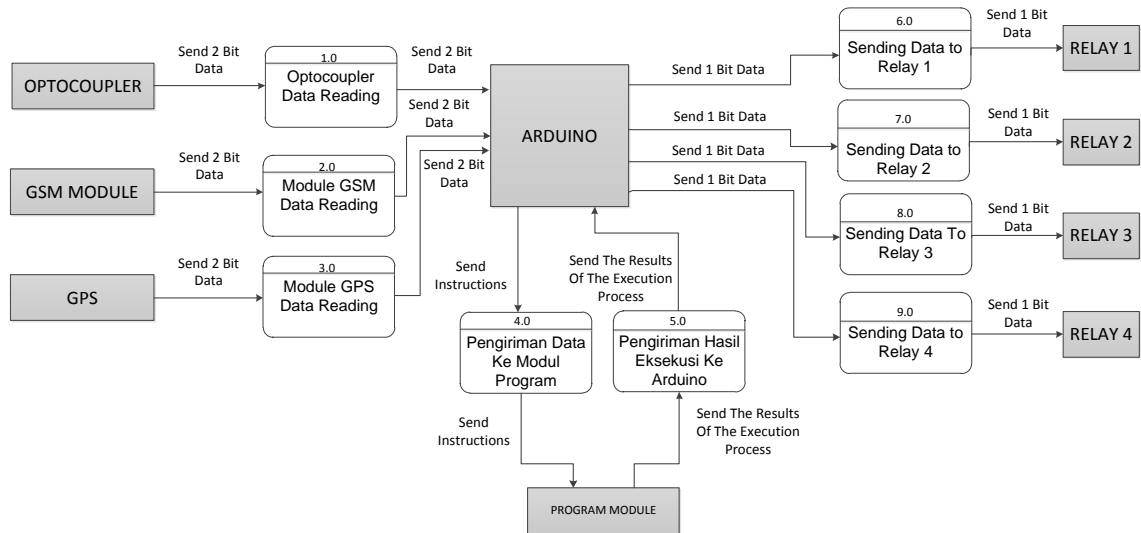 OPTOCOUPLER
Send 2 Bit
Data
1.0
Optocoupler
Data Reading
Send 2 Bit
Data
GSM MODULE
Send 2 Bit
Data
2.0
Module GSM
Data Reading
Send 2 Bit
Data
GPS
Send 2 Bit
Data
3.0
Module GPS
Data Reading
Send 2 Bit
Data
ARDUINO
Send
Instructions
4.0
Pengiriman Data
Ke Modul
Program
Send
Instructions
PROGRAM MODULE
Send The Results
Of The Execution
Process
5.0
Pengiriman Hasil
Eksekusi Ke
Arduino
Send The Results
Of The Execution
Process
Send 1 Bit Data
6.0
Sending Data to
Relay 1
Send 1 Bit
Data
RELAY 1
Send 1 Bit Data
7.0
Sending Data to
Relay 2
Send 1 Bit
Data
RELAY 2
Send 1 Bit Data
8.0
Sending Data To
Relay 3
Send 1 Bit
Data
RELAY 3
Send 1 Bit Data
9.0
Sending Data to
Relay 4
Send 1 Bit
Data
RELAY 4